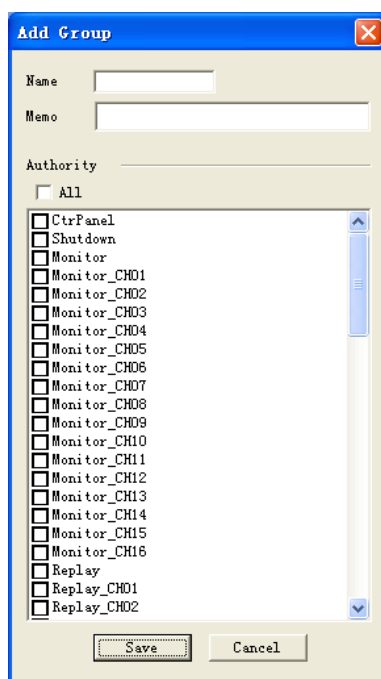 Add Group
Name
Memo
Authority
All
CtrPanel
Shutdown
Monitor
Monitor_CH01
Monitor_CH02
Monitor_CH03
Monitor_CH04
Monitor_CH05
Monitor_CH06
Monitor_CH07
Monitor_CH08
Monitor_CH09
Monitor_CH10
Monitor_CH11
Monitor_CH12
Monitor_CH13
Monitor_CH14
Monitor_CH15
Monitor_CH16
Replay
Replay_CH01
Replay_CH02
Save Cancel